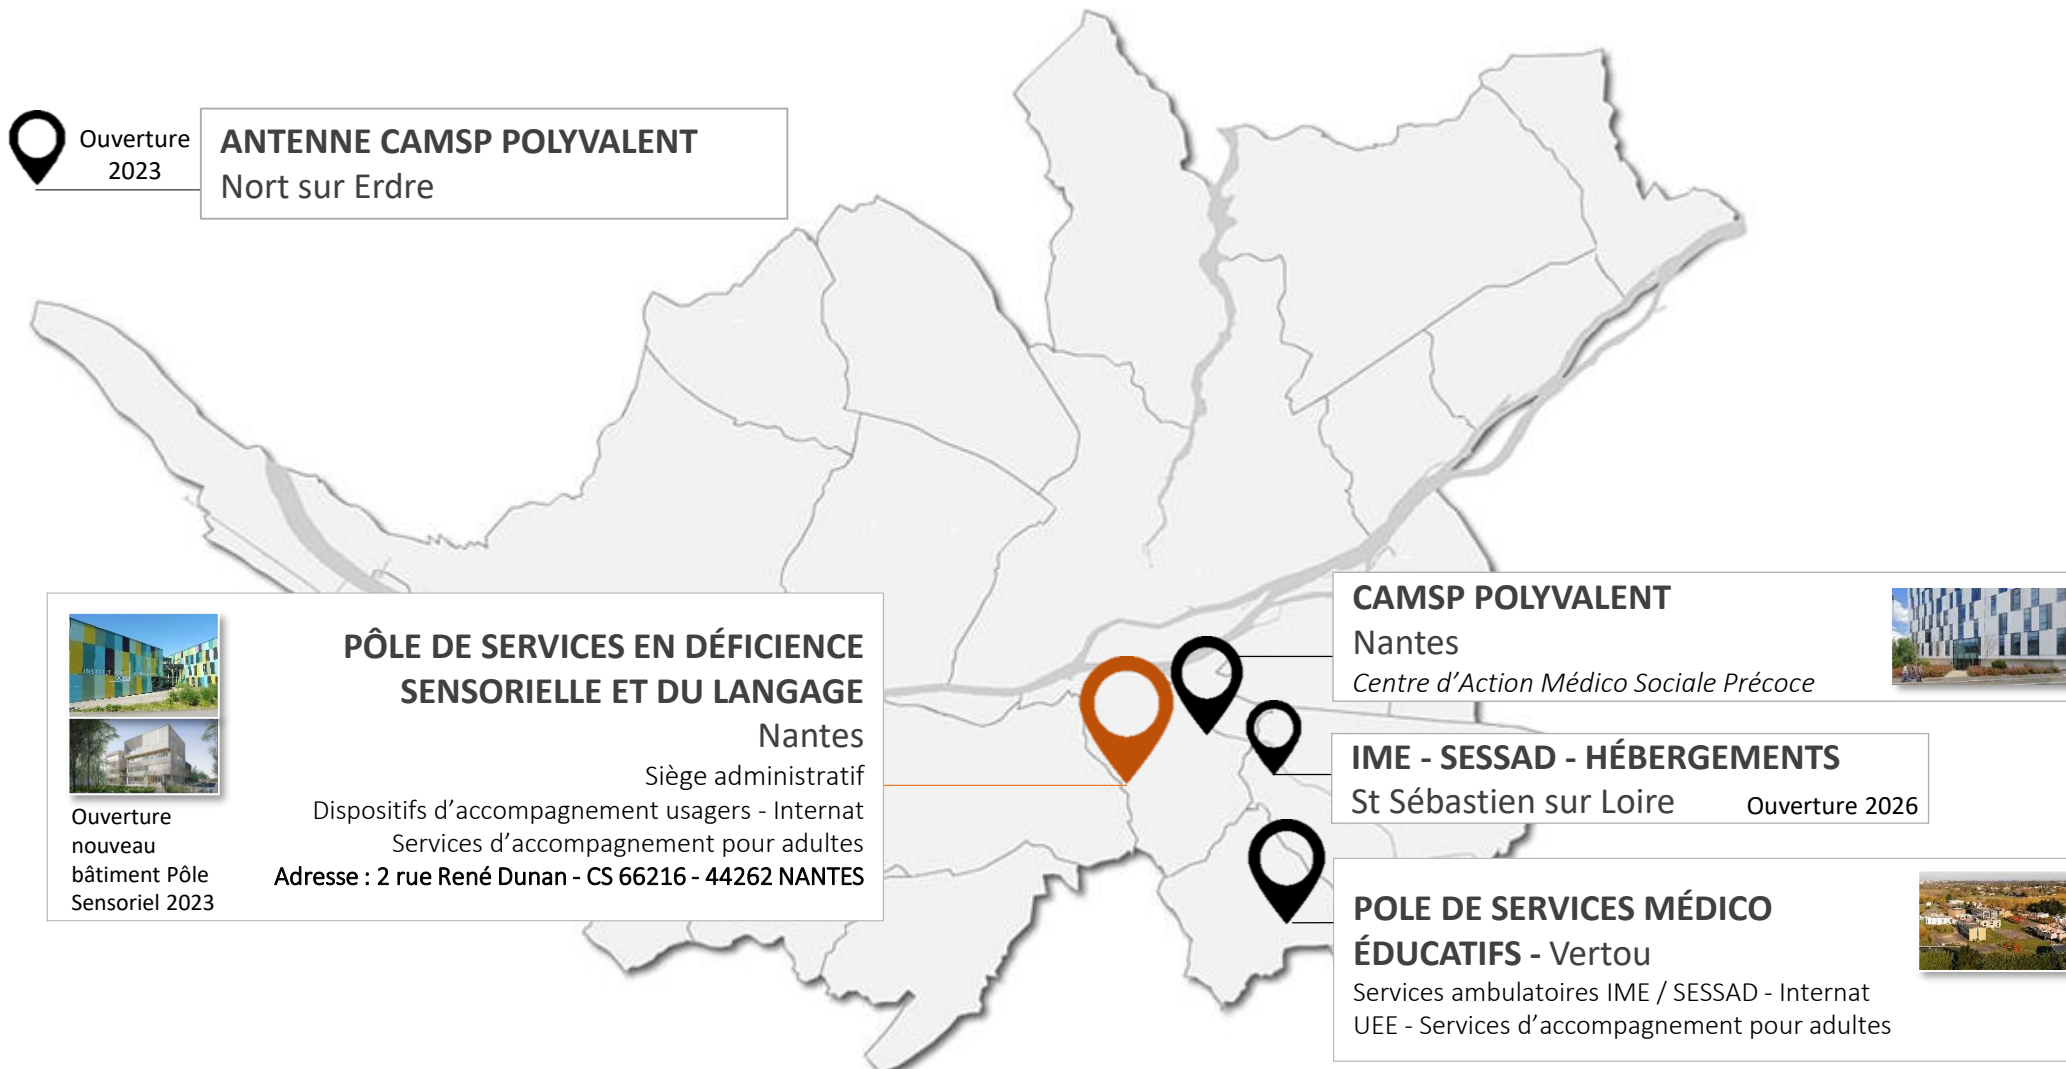 Ouverture
2023
ANTENNE CAMSP POLYVALENT
Nort sur Erdre
PÔLE DE SERVICES EN DÉFICIENCE
SENSORIELLE ET DU LANGAGE
Nantes
Siège administratif
Dispositifs d'accompagnement usagers - Internat
Services d'accompagnement pour adultes
Adresse : 2 rue René Dunan - CS 66216 - 44262 NANTES
Ouverture
nouveau
bâtiment Pôle
Sensoriel 2023
CAMSP POLYVALENT
Nantes
Centre d'Action Médico Sociale Précoce
IME - SESSAD - HÉBERGEMENTS
St Sébastien sur Loire Ouverture 2026
POLE DE SERVICES MÉDICO
ÉDUCATIFS - Vertou
Services ambulatoires IME / SESSAD - Internat
UEE - Services d'accompagnement pour adultes